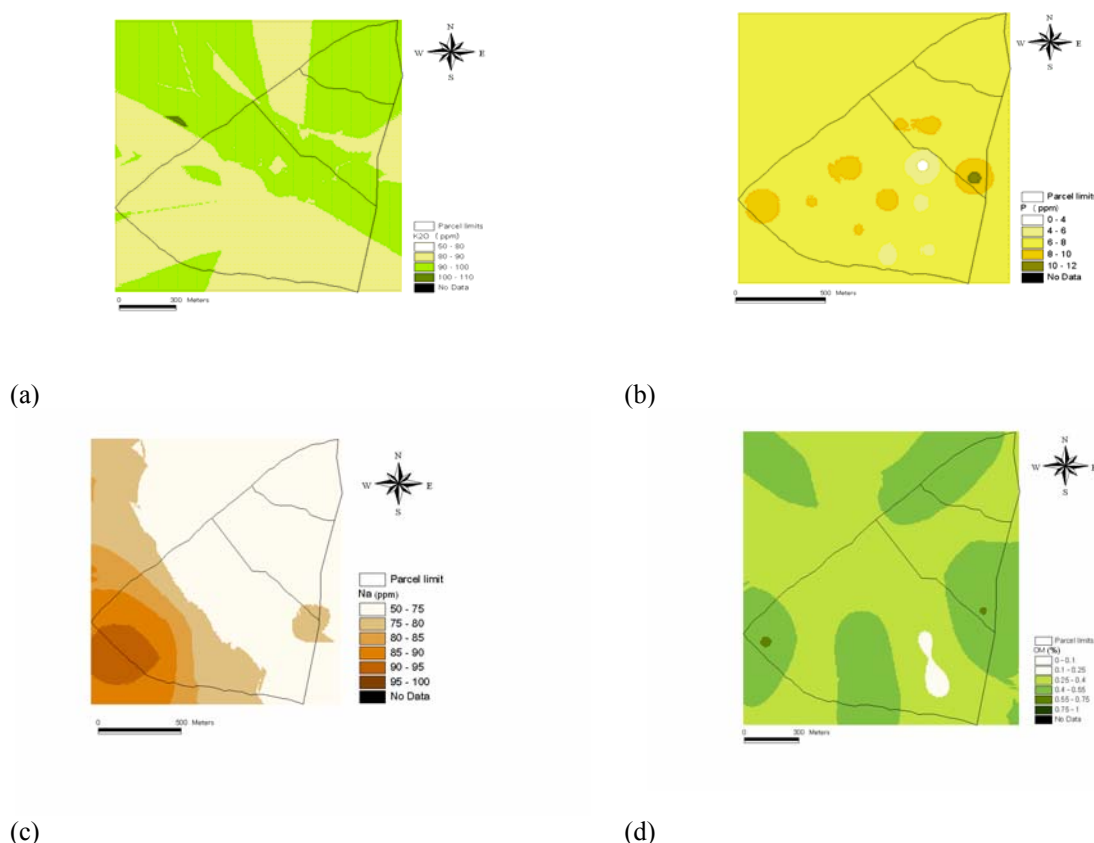 N
W E
S
Parcel limits
K2O ( ppm)
50 - 80
80 - 90
90 - 100
100 - 110
No Data
0 300 Meters
(a)
N
W E
S
Parcel limits
P ( ppm)
0 - 4
4 - 6
6 - 8
8 - 10
10 - 12
No Data
0 500 Meters
(b)
N
W E
S
Parcel limit
Na (ppm)
50 - 75
75 - 80
80 - 85
85 - 90
90 - 95
95 - 100
No Data
0 500 Meters
(c)
N
W E
S
Parcel limits
OM (%)
0 - 0.1
0.1 - 0.25
0.25 - 0.4
0.4 - 0.55
0.55 - 0.75
0.75 - 1
No Data
0 300 Meters
(d)